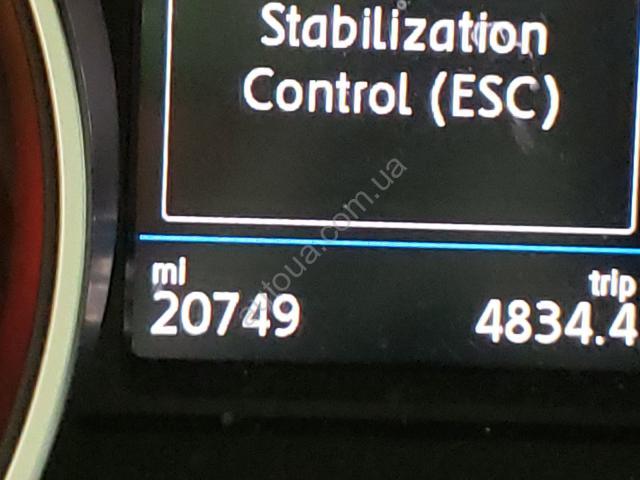 Stabilization
Control (ESC)
mi
trip
20749
4834.4
autoua.com.ua